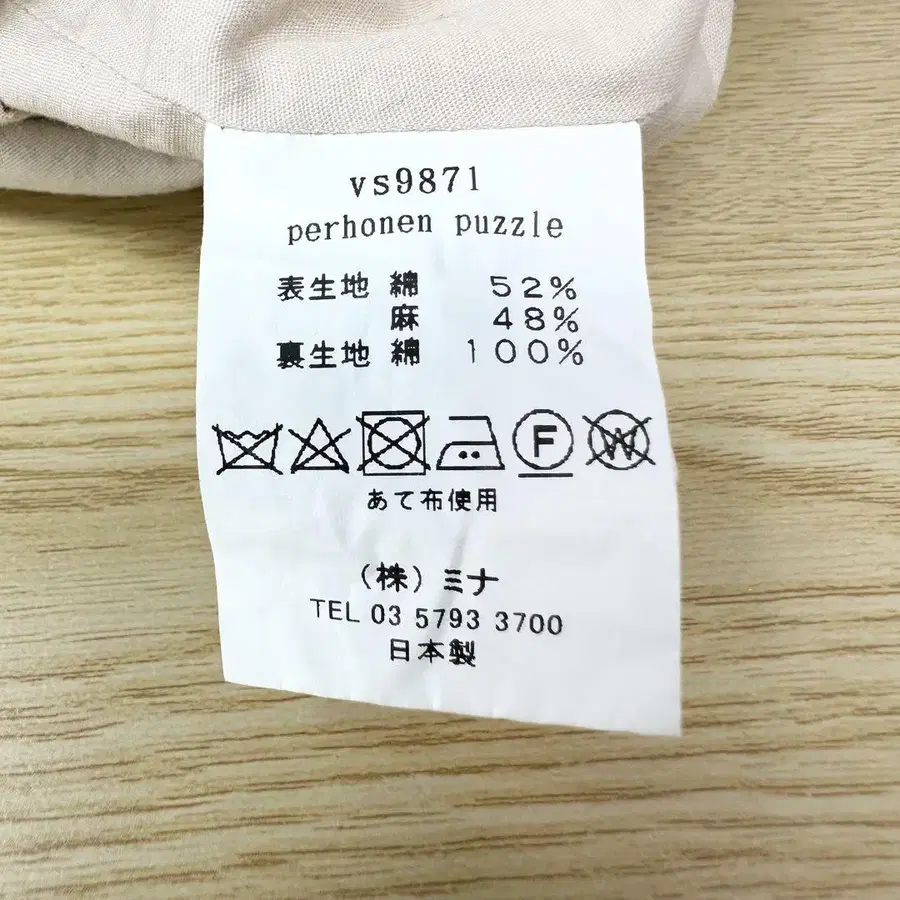 vs9871
perhonen puzzle
表生地 綿 52%
麻 48%
裏生地 綿 100%
F W
あて布使用
(株)ミナ
TEL 03 5793 3700
日本製